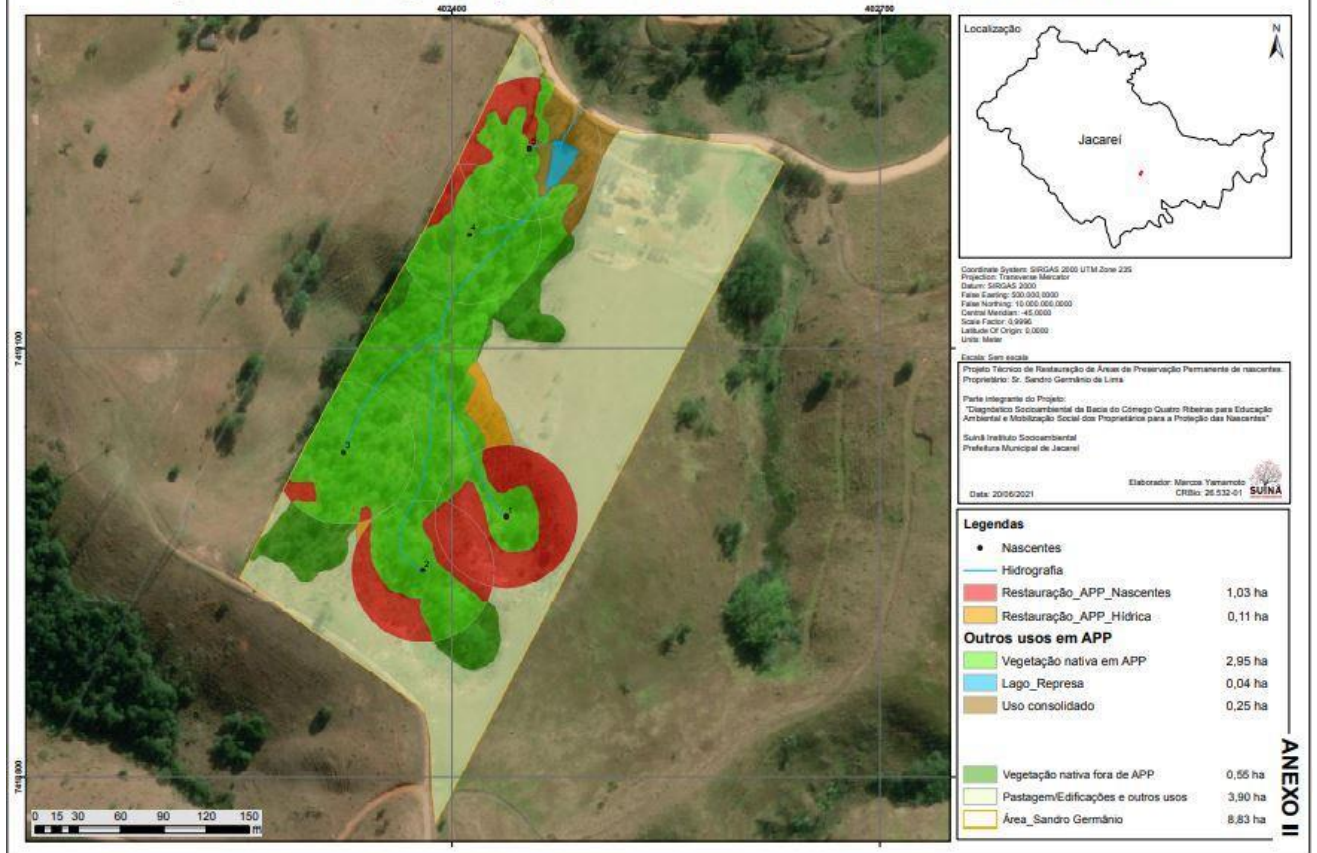 402400
402700
7419100
7418800
5
4
3
1
2
0 15 30 60 90 120 150
m
Localização
N
Jacareí
Coordinate System: SIRGAS 2000 UTM Zone 23S
Projection: Transverse Mercator
Datum: SIRGAS 2000
False Easting: 500.000,0000
False Northing: 10.000.000,0000
Central Meridian: -45,0000
Scale Factor: 0,9996
Latitude Of Origin: 0,0000
Units: Meter
Escala: Sem escala
Projeto Técnico de Restauração de Áreas de Preservação Permanente de nascentes.
Proprietário: Sr. Sandro Germânio de Lima
Parte integrante do Projeto:
"Diagnóstico Socioambiental da Bacia do Córrego Quatro Ribeiras para Educação
Ambiental e Mobilização Social dos Proprietários para a Proteção das Nascentes"
Suinã Instituto Socioambiental
Prefeitura Municipal de Jacareí
Elaborador: Marcos Yamamoto
CRBio: 26.532-01
SUINÃ
Data: 20/06/2021
Legendas
Nascentes
Hidrografia
Restauração_APP_Nascentes 1,03 ha
Restauração_APP_Hídrica 0,11 ha
Outros usos em APP
Vegetação nativa em APP 2,95 ha
Lago_Represa 0,04 ha
Uso consolidado 0,25 ha
Vegetação nativa fora de APP 0,55 ha
Pastagem/Edificações e outros usos 3,90 ha
Área_Sandro Germânio 8,83 ha
ANEXO II